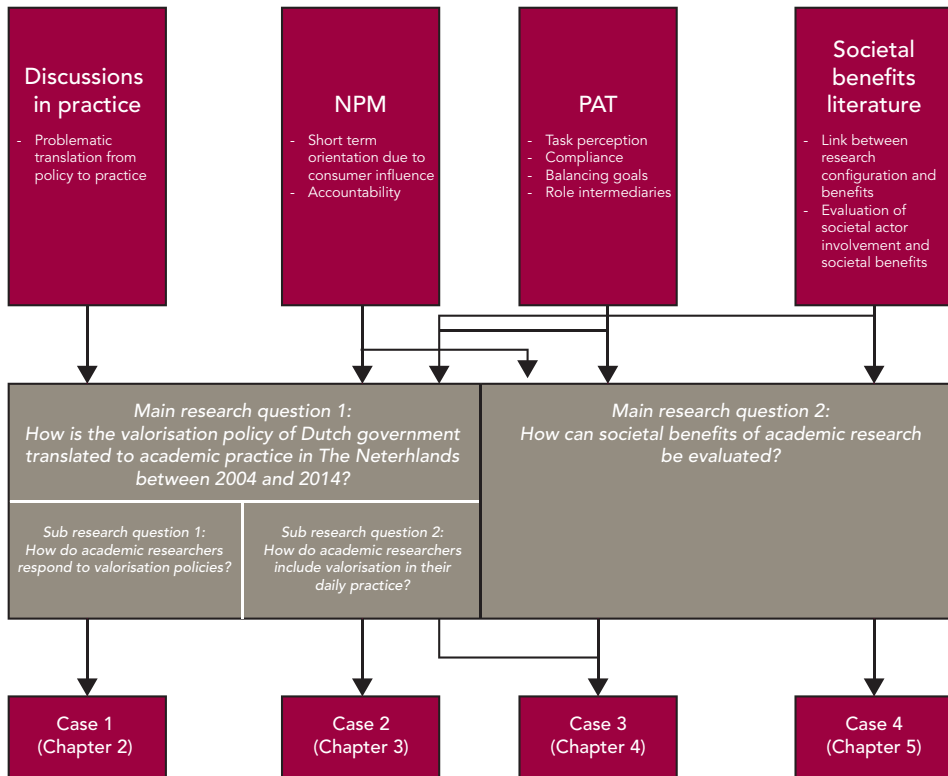 Discussions
in practice
- Problematic
translation from
policy to practice
NPM
- Short term
orientation due to
consumer influence
- Accountability
PAT
- Task perception
- Compliance
- Balancing goals
- Role intermediaries
Societal
benefits
literature
- Link between
research
configuration and
benefits
- Evaluation of
societal actor
involvement and
societal benefits
Main research question 1:
How is the valorisation policy of Dutch government
translated to academic practice in The Neterhlands
between 2004 and 2014?
Main research question 2:
How can societal benefits of academic research
be evaluated?
Sub research question 1:
How do academic researchers
respond to valorisation policies?
Sub research question 2:
How do academic researchers
include valorisation in their
daily practice?
Case 1
(Chapter 2)
Case 2
(Chapter 3)
Case 3
(Chapter 4)
Case 4
(Chapter 5)